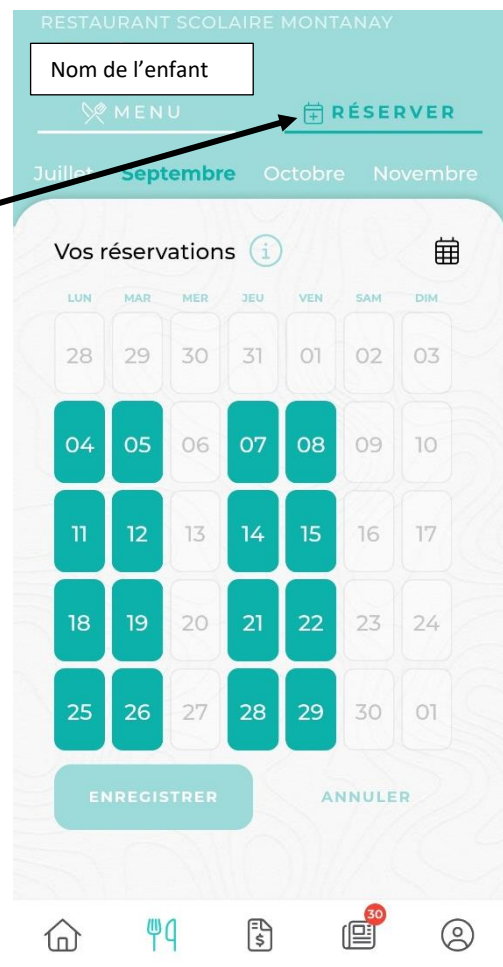 RESTAURANT SCOLAIRE MONTANAY
Nom de l'enfant
MENU
RÉSERVER
Juillet Septembre Octobre Novembre
Vos réservations i
LUN MAR MER JEU VEN SAM DIM
28 29 30 31 01 02 03
04 05 06 07 08 09 10
11 12 13 14 15 16 17
18 19 20 21 22 23 24
25 26 27 28 29 30 01
ENREGISTRER ANNULER
$ 30